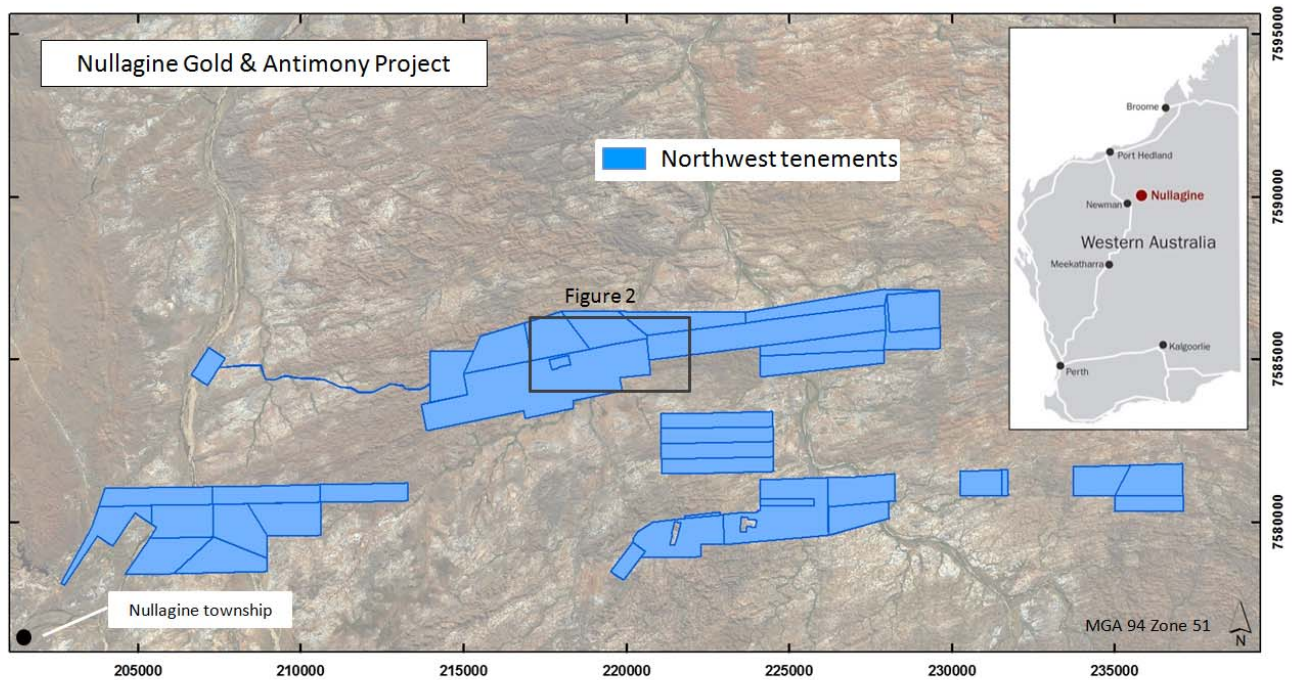 Nullagine Gold & Antimony Project
Northwest tenements
Figure 2
Nullagine township
MGA 94 Zone 51
N
Broome
Port Hedland
Nullagine
Newman
Western Australia
Meekatharra
Kalgoorlie
Perth
7595000
7590000
7585000
7580000
205000
210000
215000
220000
225000
230000
235000